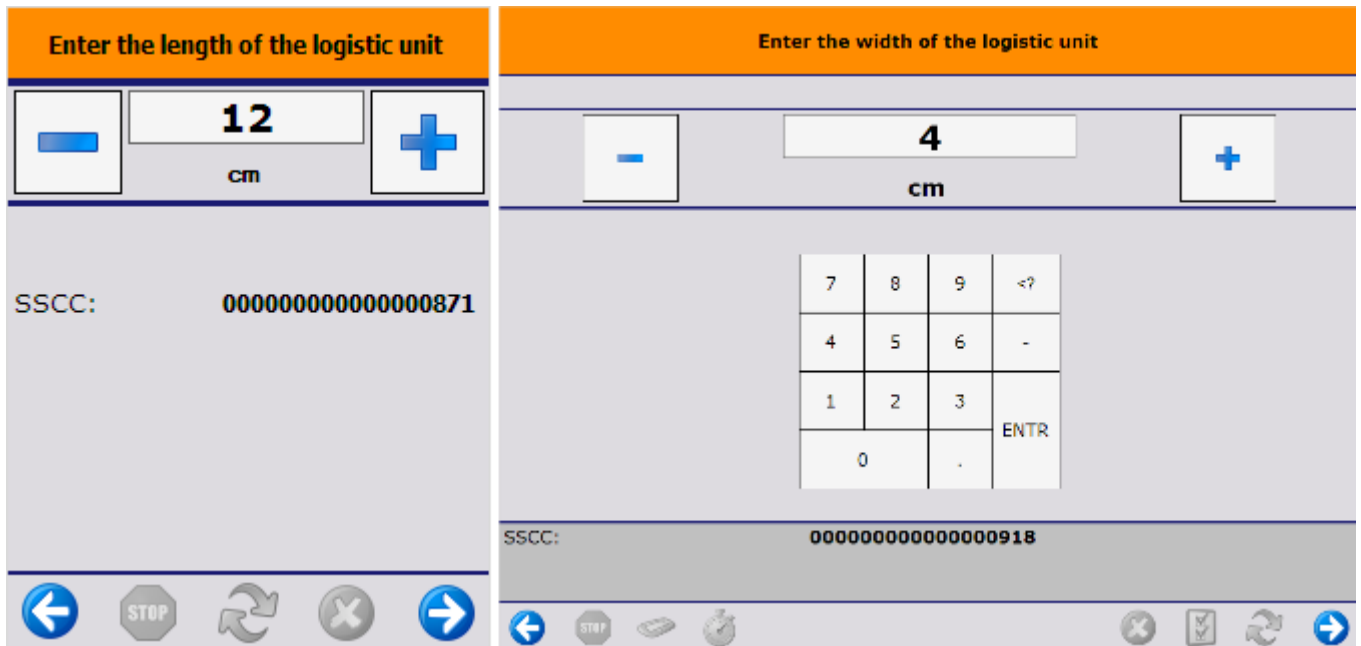 Enter the length of the logistic unit
12
cm
SSCC: 000000000000000871
STOP
Enter the width of the logistic unit
4
cm
7 8 9 <?
4 5 6 -
1 2 3
ENTR
0 .
SSCC: 000000000000000918
STOP